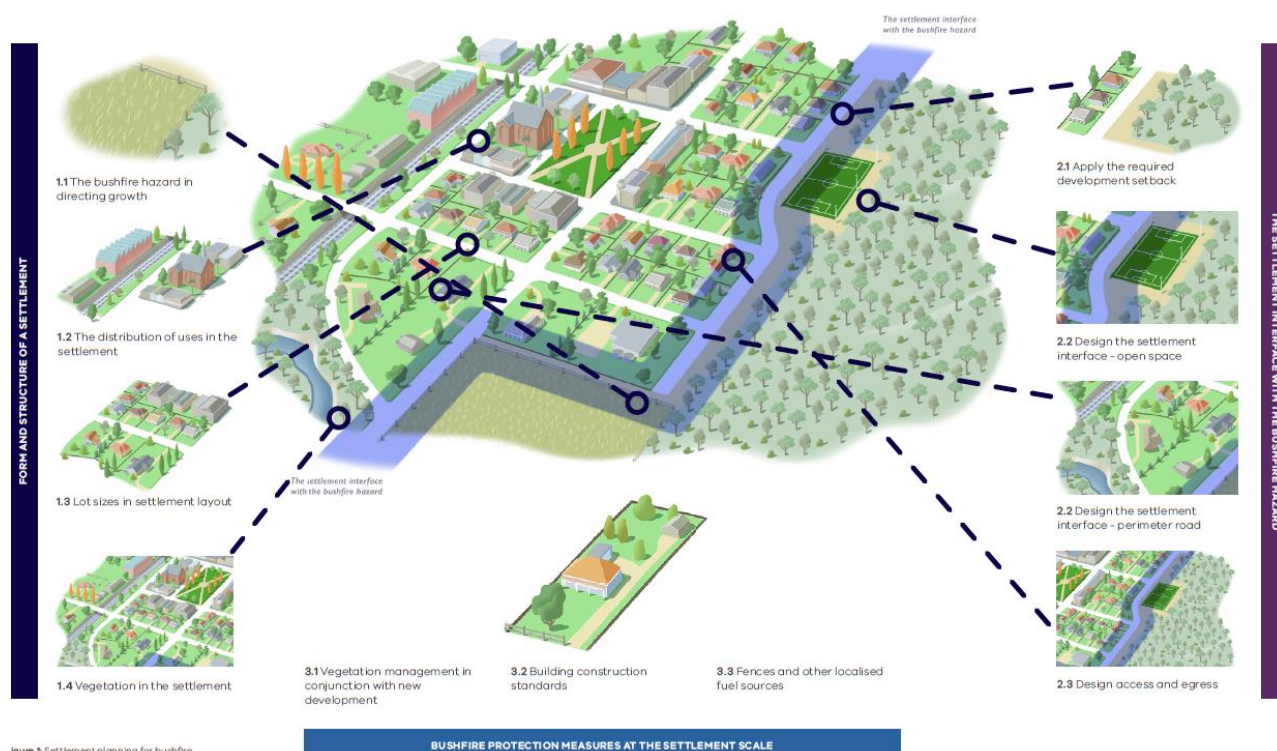 The settlement interface
with the bushfire hazard
FORM AND STRUCTURE OF A SETTLEMENT
1.1 The bushfire hazard in
directing growth
1.2 The distribution of uses in the
settlement
1.3 Lot sizes in settlement layout
1.4 Vegetation in the settlement
The settlement interface
with the bushfire hazard
3.1 Vegetation management in
conjunction with new
development
3.2 Building construction
standards
3.3 Fences and other localised
fuel sources
2.1 Apply the required
development setback
2.2 Design the settlement
interface - open space
2.2 Design the settlement
interface - perimeter road
2.3 Design access and egress
THE SETTLEMENT INTERFACE WITH THE BUSHFIRE HAZARD
BUSHFIRE PROTECTION MEASURES AT THE SETTLEMENT SCALE
1: Settlement planning for bushfire